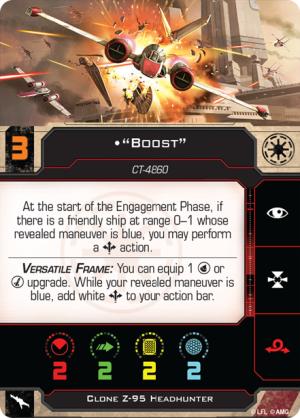 •"Boost"
3
CT-4860
At the start of the Engagement Phase, if
there is a friendly ship at range 0–1 whose
revealed maneuver is blue, you may perform
a action.
Versatile Frame: You can equip 1 or
upgrade. While your revealed maneuver is
blue, add white to your action bar.
2 2 2 2
Clone Z-95 Headhunter
© LFL © AMG